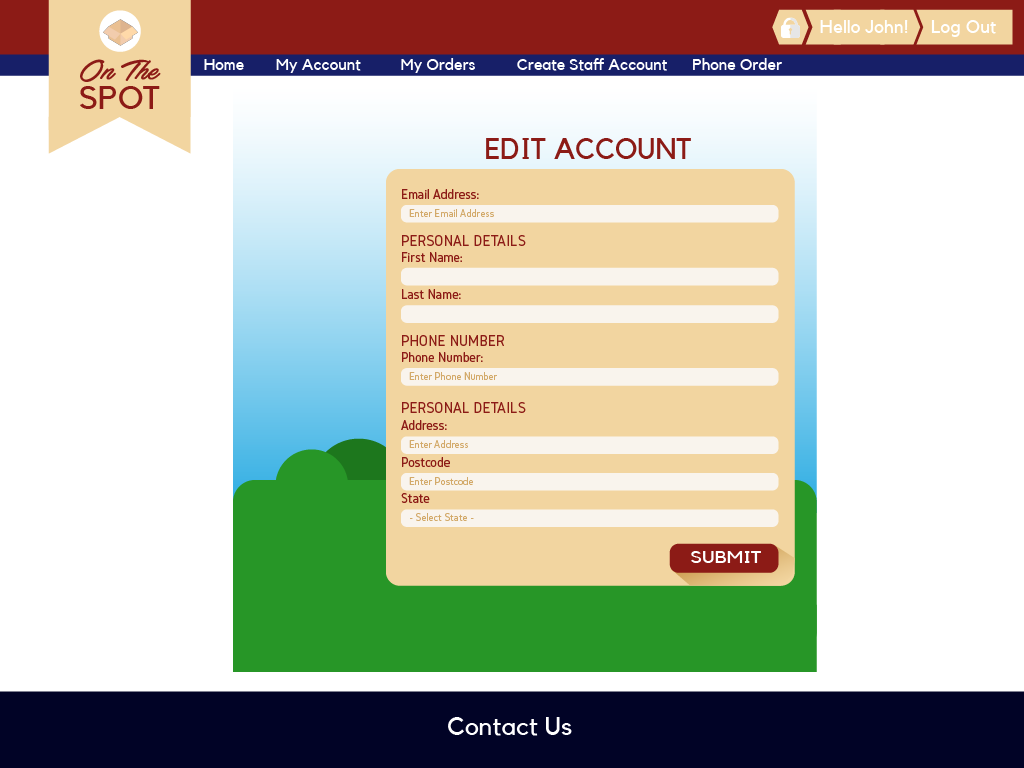 On The
SPOT
Hello John!
Log Out
Home
My Account
My Orders
Create Staff Account
Phone Order
EDIT ACCOUNT
Email Address:
Enter Email Address
PERSONAL DETAILS
First Name:
Last Name:
PHONE NUMBER
Phone Number:
Enter Phone Number
PERSONAL DETAILS
Address:
Enter Address
Postcode
Enter Postcode
State
- Select State -
SUBMIT
Contact Us